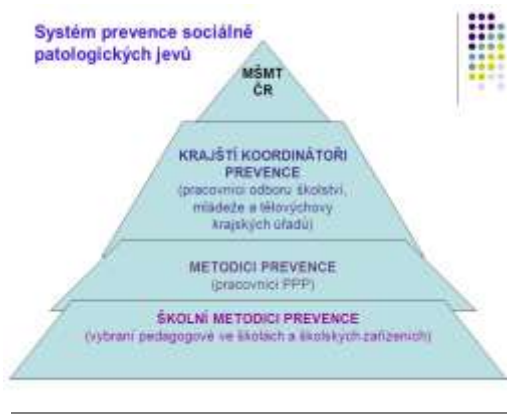 Systém prevence sociálně
patologických jevů
MŠMT
ČR
KRAJŠTÍ KOORDINÁTOŘI
PREVENCE
(pracovníci odboru školství,
mládeže a tělovýchovy
krajských úřadů)
METODICI PREVENCE
(pracovníci PPP)
ŠKOLNÍ METODICI PREVENCE
(vybraní pedagogové ve školách a školských zařízeních)